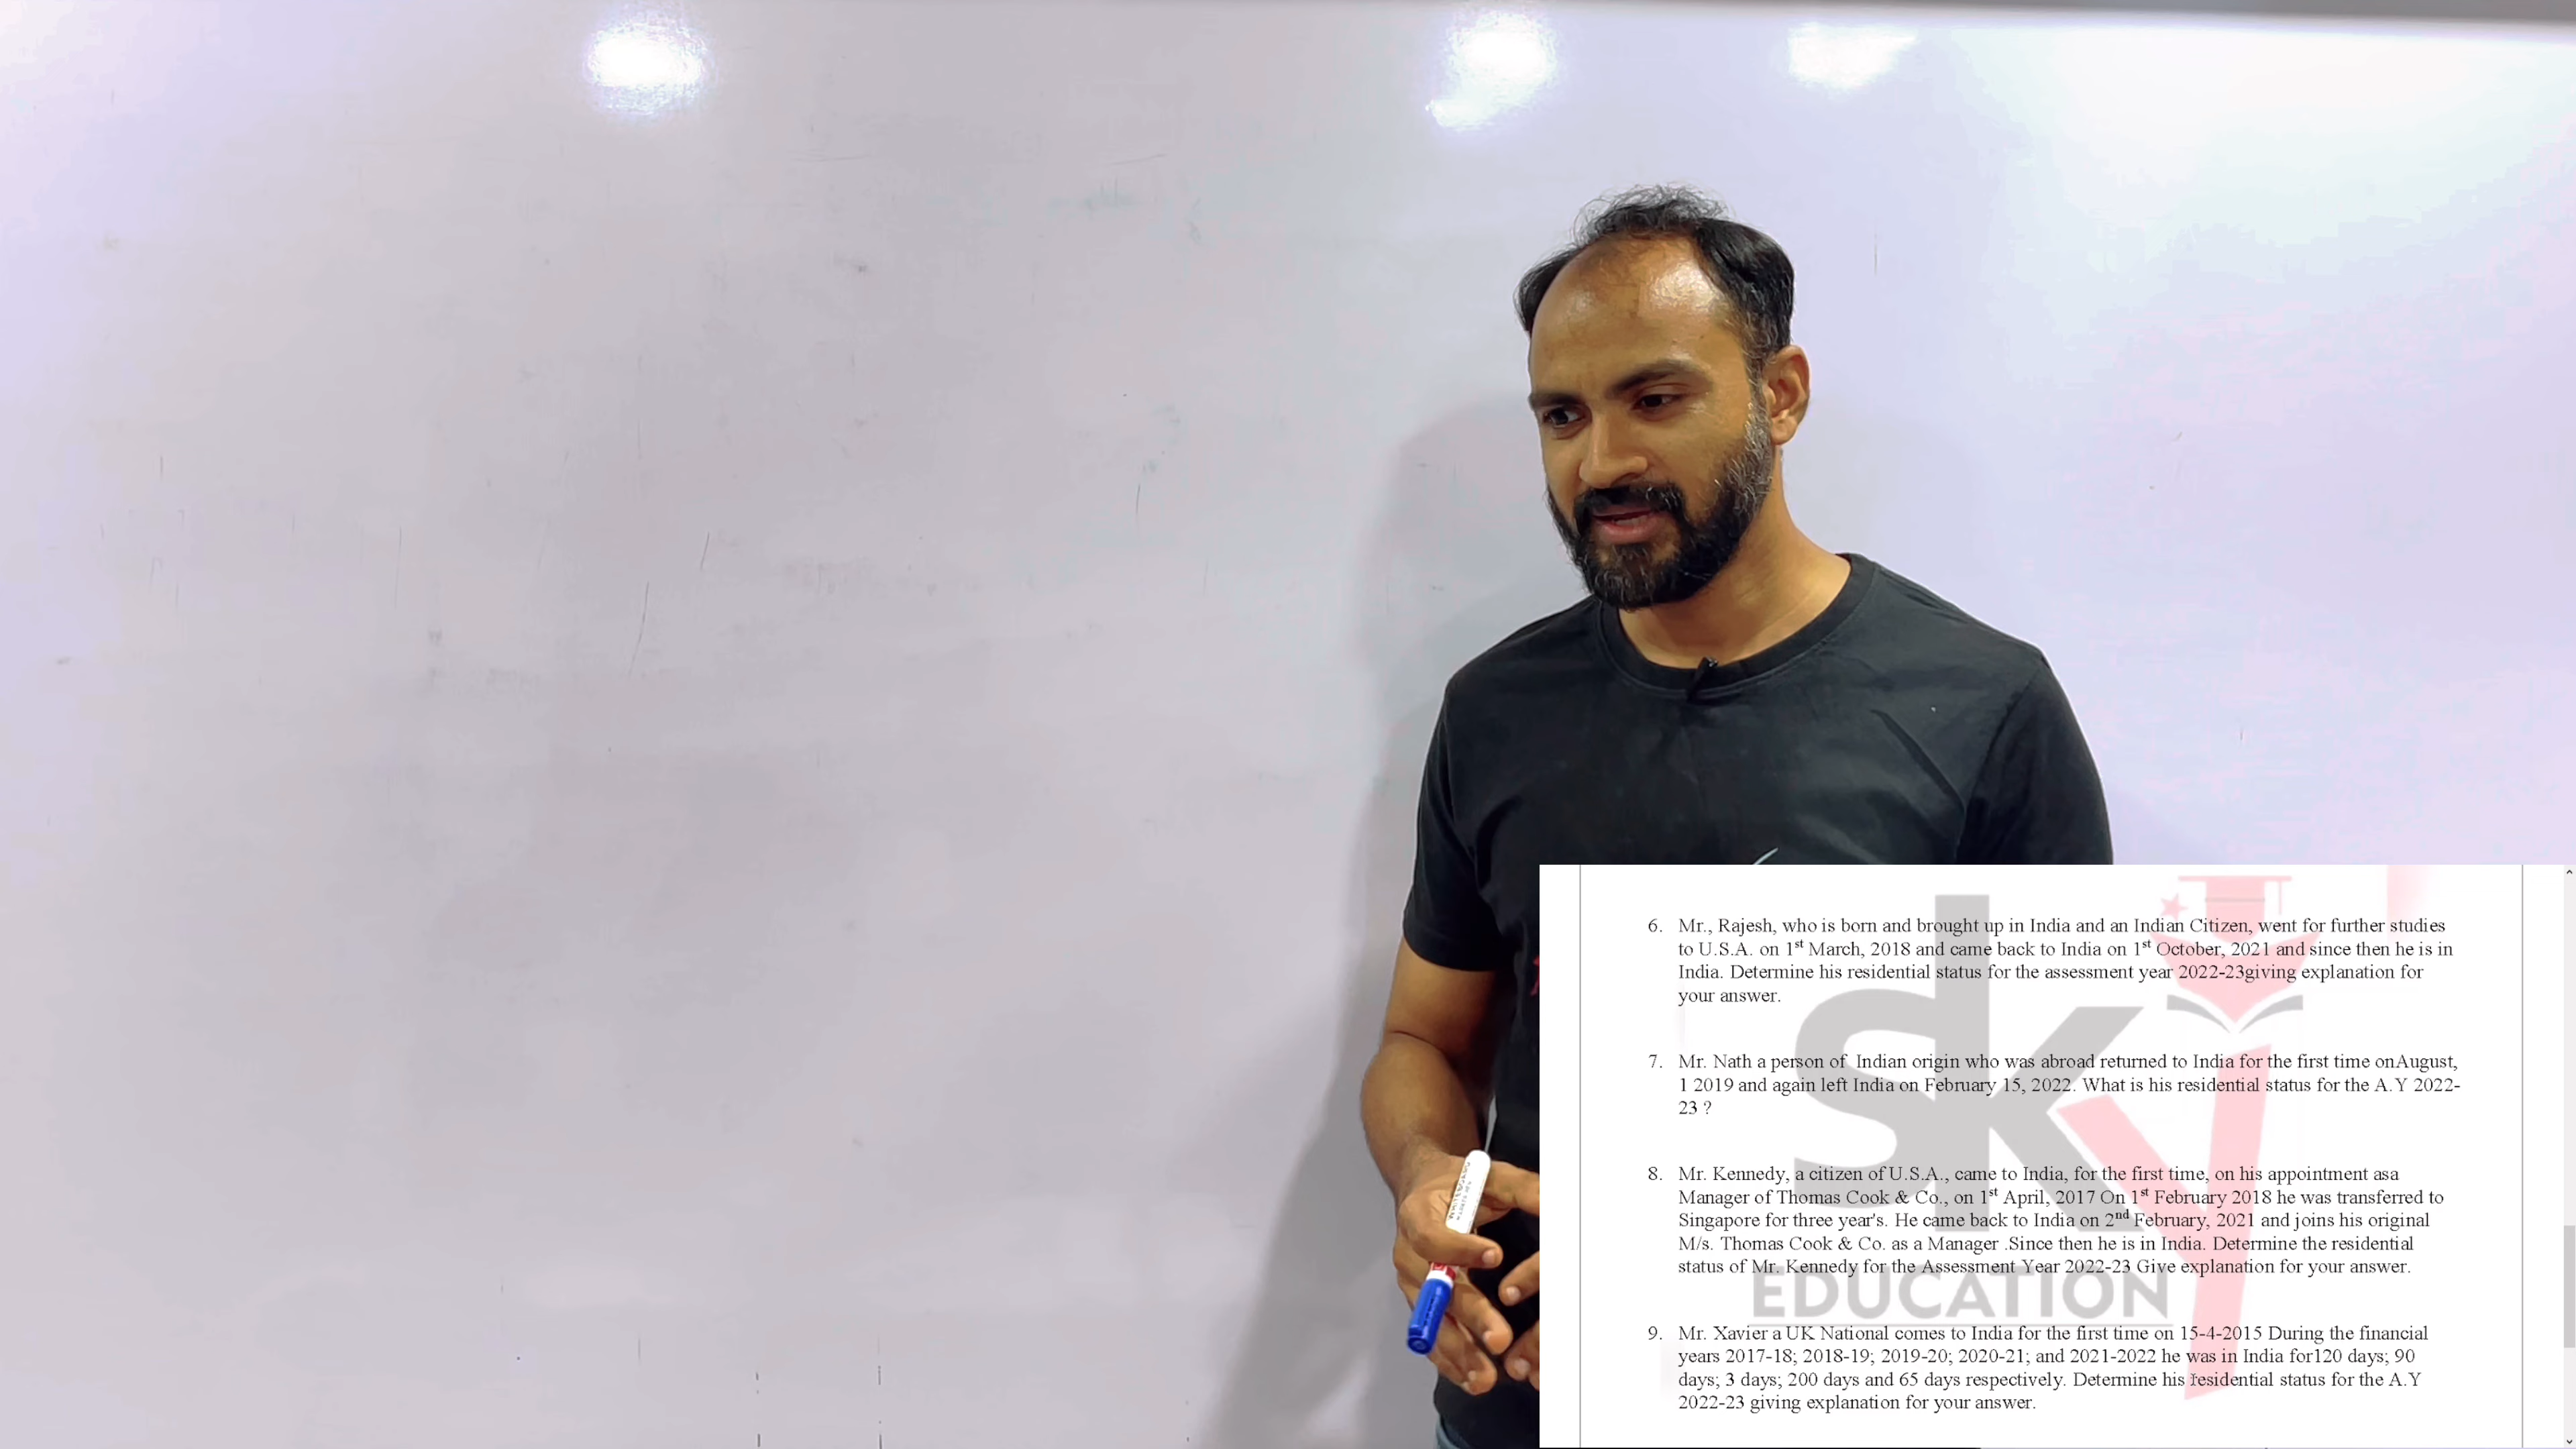 6. Mr., Rajesh, who is born and brought up in India and an Indian Citizen, went for further studies
to U.S.A. on 1st March, 2018 and came back to India on 1st October, 2021 and since then he is in
India. Determine his residential status for the assessment year 2022-23giving explanation for
your answer.
7. Mr. Nath a person of Indian origin who was abroad returned to India for the first time onAugust,
1 2019 and again left India on February 15, 2022. What is his residential status for the A.Y 2022-
23 ?
8. Mr. Kennedy, a citizen of U.S.A., came to India, for the first time, on his appointment asa
Manager of Thomas Cook & Co., on 1st April, 2017 On 1st February 2018 he was transferred to
Singapore for three year's. He came back to India on 2nd February, 2021 and joins his original
M/s. Thomas Cook & Co. as a Manager .Since then he is in India. Determine the residential
status of Mr. Kennedy for the Assessment Year 2022-23 Give explanation for your answer.
9. Mr. Xavier a UK National comes to India for the first time on 15-4-2015 During the financial
years 2017-18; 2018-19; 2019-20; 2020-21; and 2021-2022 he was in India for120 days; 90
days; 3 days; 200 days and 65 days respectively. Determine his residential status for the A.Y
2022-23 giving explanation for your answer.
sky
EDUCATION